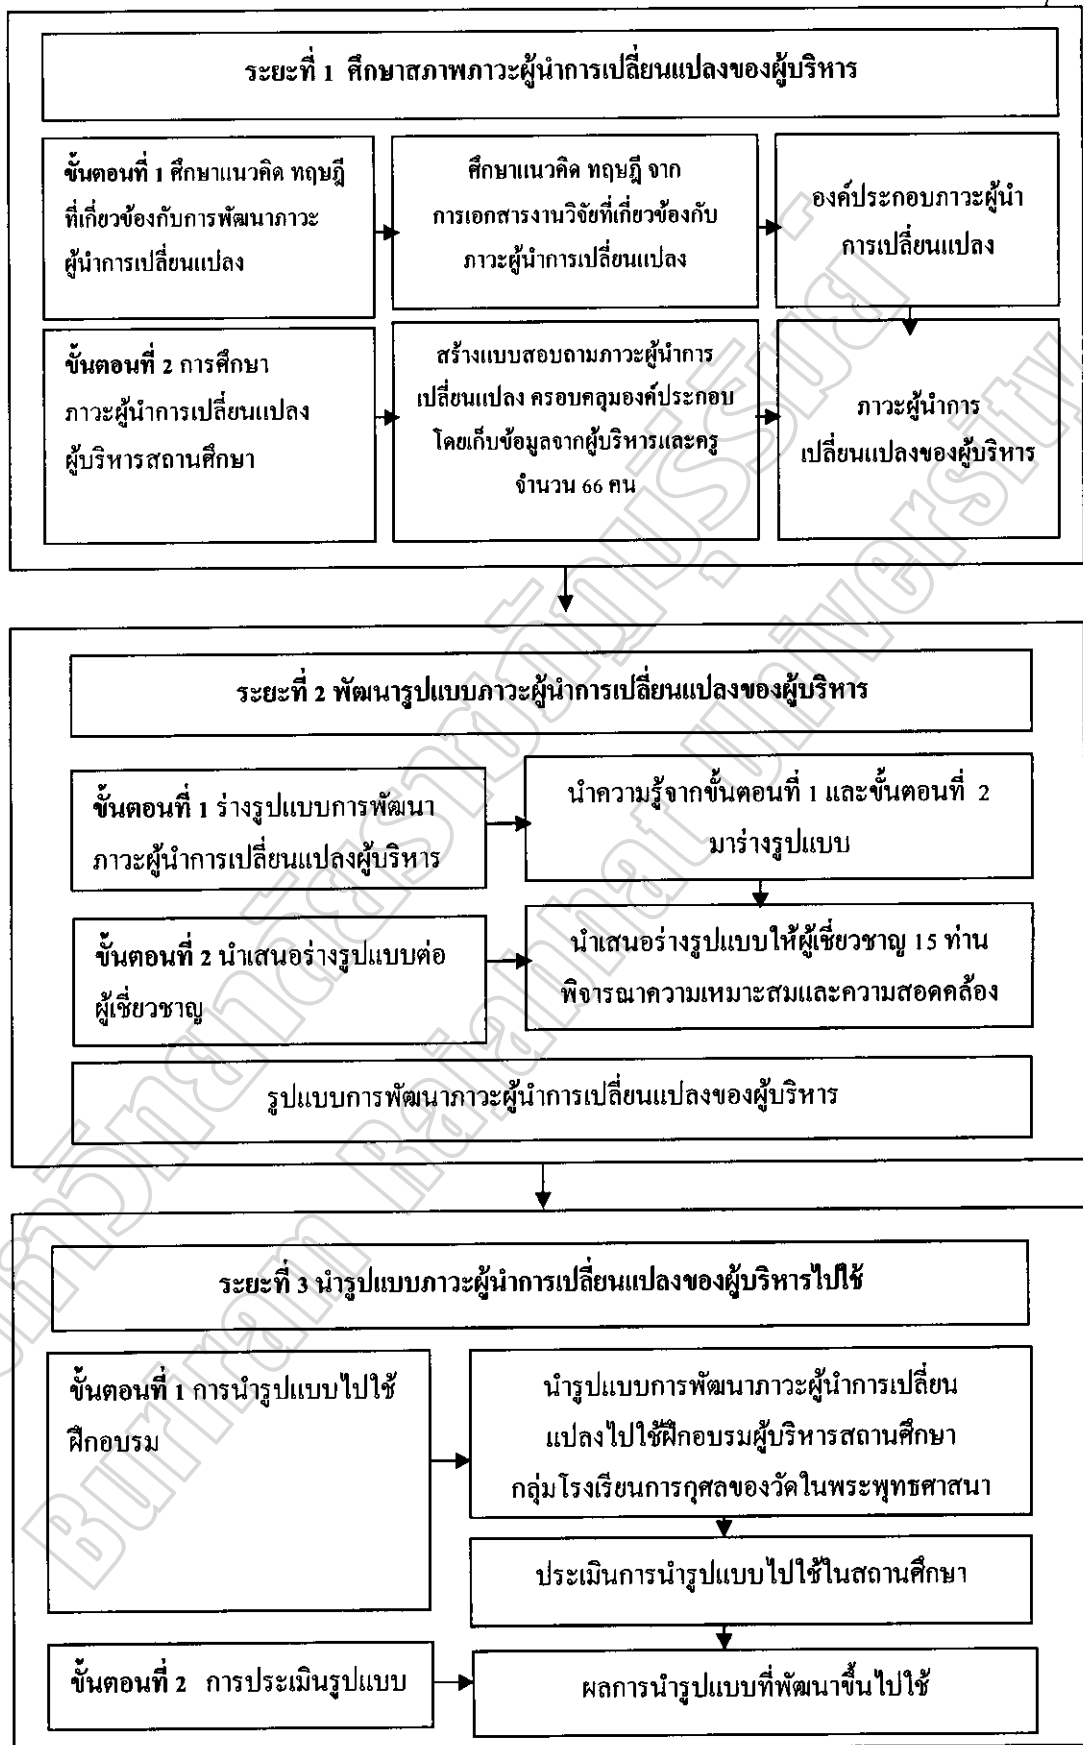 ระยะที่ 1 ศึกษาสภาพภาวะผู้นำการเปลี่ยนแปลงของผู้บริหาร
ขั้นตอนที่ 1 ศึกษาแนวคิด ทฤษฎี
ที่เกี่ยวข้องกับการพัฒนาภาวะ
ผู้นำการเปลี่ยนแปลง
ศึกษาแนวคิด ทฤษฎี จาก
การเอกสารงานวิจัยที่เกี่ยวข้องกับ
ภาวะผู้นำการเปลี่ยนแปลง
องค์ประกอบภาวะผู้นำ
การเปลี่ยนแปลง
ขั้นตอนที่ 2 การศึกษา
ภาวะผู้นำการเปลี่ยนแปลง
ผู้บริหารสถานศึกษา
สร้างแบบสอบถามภาวะผู้นำการ
เปลี่ยนแปลง ครอบคลุมองค์ประกอบ
โดยเก็บข้อมูลจากผู้บริหารและครู
จำนวน 66 คน
ภาวะผู้นำการ
เปลี่ยนแปลงของผู้บริหาร
ระยะที่ 2 พัฒนารูปแบบภาวะผู้นำการเปลี่ยนแปลงของผู้บริหาร
ขั้นตอนที่ 1 ร่างรูปแบบการพัฒนา
ภาวะผู้นำการเปลี่ยนแปลงผู้บริหาร
นำความรู้จากขั้นตอนที่ 1 และขั้นตอนที่ 2
มาร่างรูปแบบ
ขั้นตอนที่ 2 นำเสนอร่างรูปแบบต่อ
ผู้เชี่ยวชาญ
นำเสนอร่างรูปแบบให้ผู้เชี่ยวชาญ 15 ท่าน
พิจารณาความเหมาะสมและความสอดคล้อง
รูปแบบการพัฒนาภาวะผู้นำการเปลี่ยนแปลงของผู้บริหาร
ระยะที่ 3 นำรูปแบบภาวะผู้นำการเปลี่ยนแปลงของผู้บริหารไปใช้
ขั้นตอนที่ 1 การนำรูปแบบไปใช้
ฝึกอบรม
นำรูปแบบการพัฒนาภาวะผู้นำการเปลี่ยน
แปลงไปใช้ฝึกอบรมผู้บริหารสถานศึกษา
กลุ่มโรงเรียนการกุศลของวัดในพระพุทธศาสนา
ประเมินการนำรูปแบบไปใช้ในสถานศึกษา
ขั้นตอนที่ 2 การประเมินรูปแบบ
ผลการนำรูปแบบที่พัฒนาขึ้นไปใช้
Buriram Rajabhat University